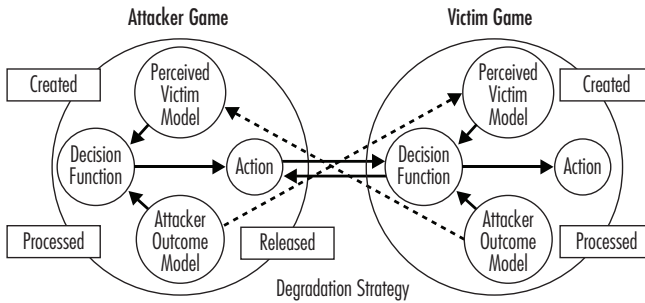 Attacker Game
Victim Game
Created
Perceived
Victim
Model
Decision
Function
Action
Attacker
Outcome
Model
Processed
Released
Perceived
Victim
Model
Created
Decision
Function
Action
Attacker
Outcome
Model
Processed
Degradation Strategy